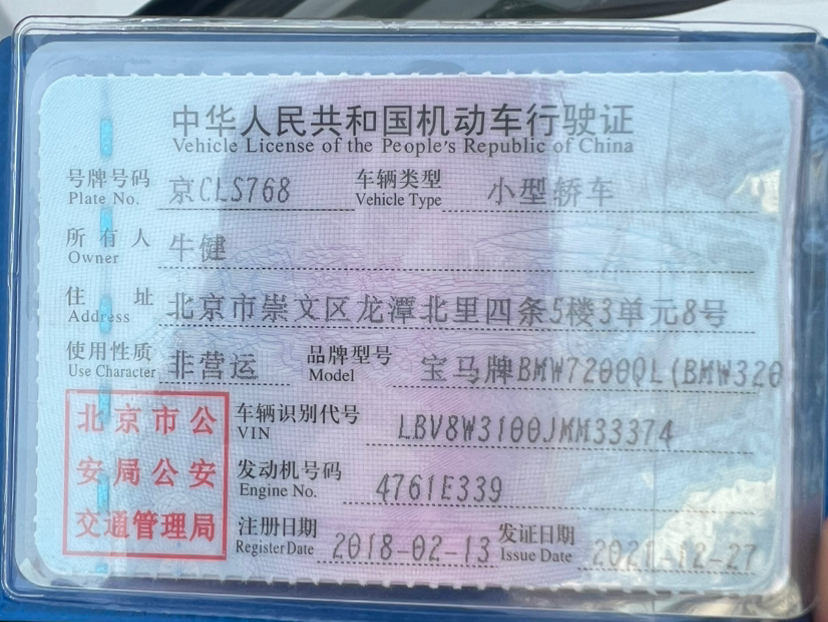 中华人民共和国机动车行驶证
Vehicle License of the People's Republic of China
号牌号码 京CLS768 车辆类型 小型轿车
Plate No. Vehicle Type
所有人 牛健
Owner
住址 北京市崇文区龙潭北里四条5楼3单元8号
Address
使用性质 非营运 品牌型号 宝马牌BMW7200QL(BMW320
Use Character Model
北京市公
安局公安
交通管理局
车辆识别代号 LBV8W3100JMM33374
VIN
发动机号码 4761E339
Engine No.
注册日期 2018-02-13 发证日期 2021-12-27
Register Date Issue Date